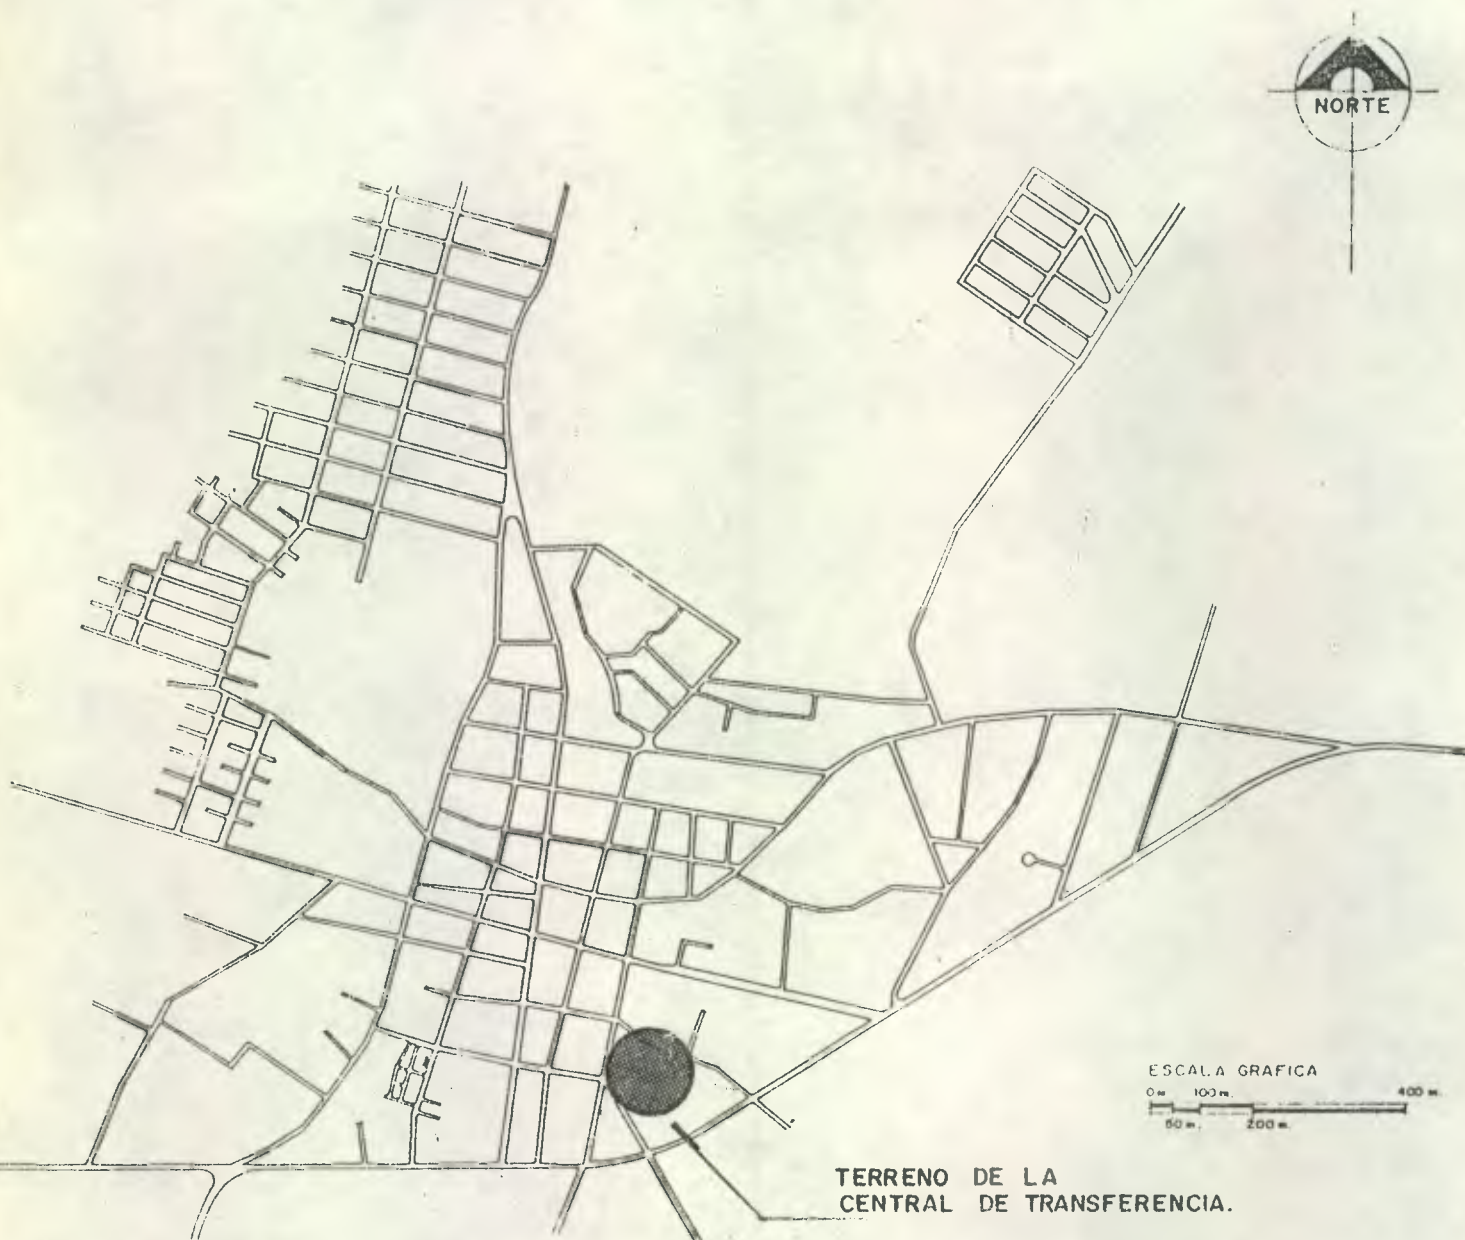 NORTE
ESCALA GRAFICA
0 m 100 m. 400 m.
50 m. 200 m.
TERRENO DE LA
CENTRAL DE TRANSFERENCIA.